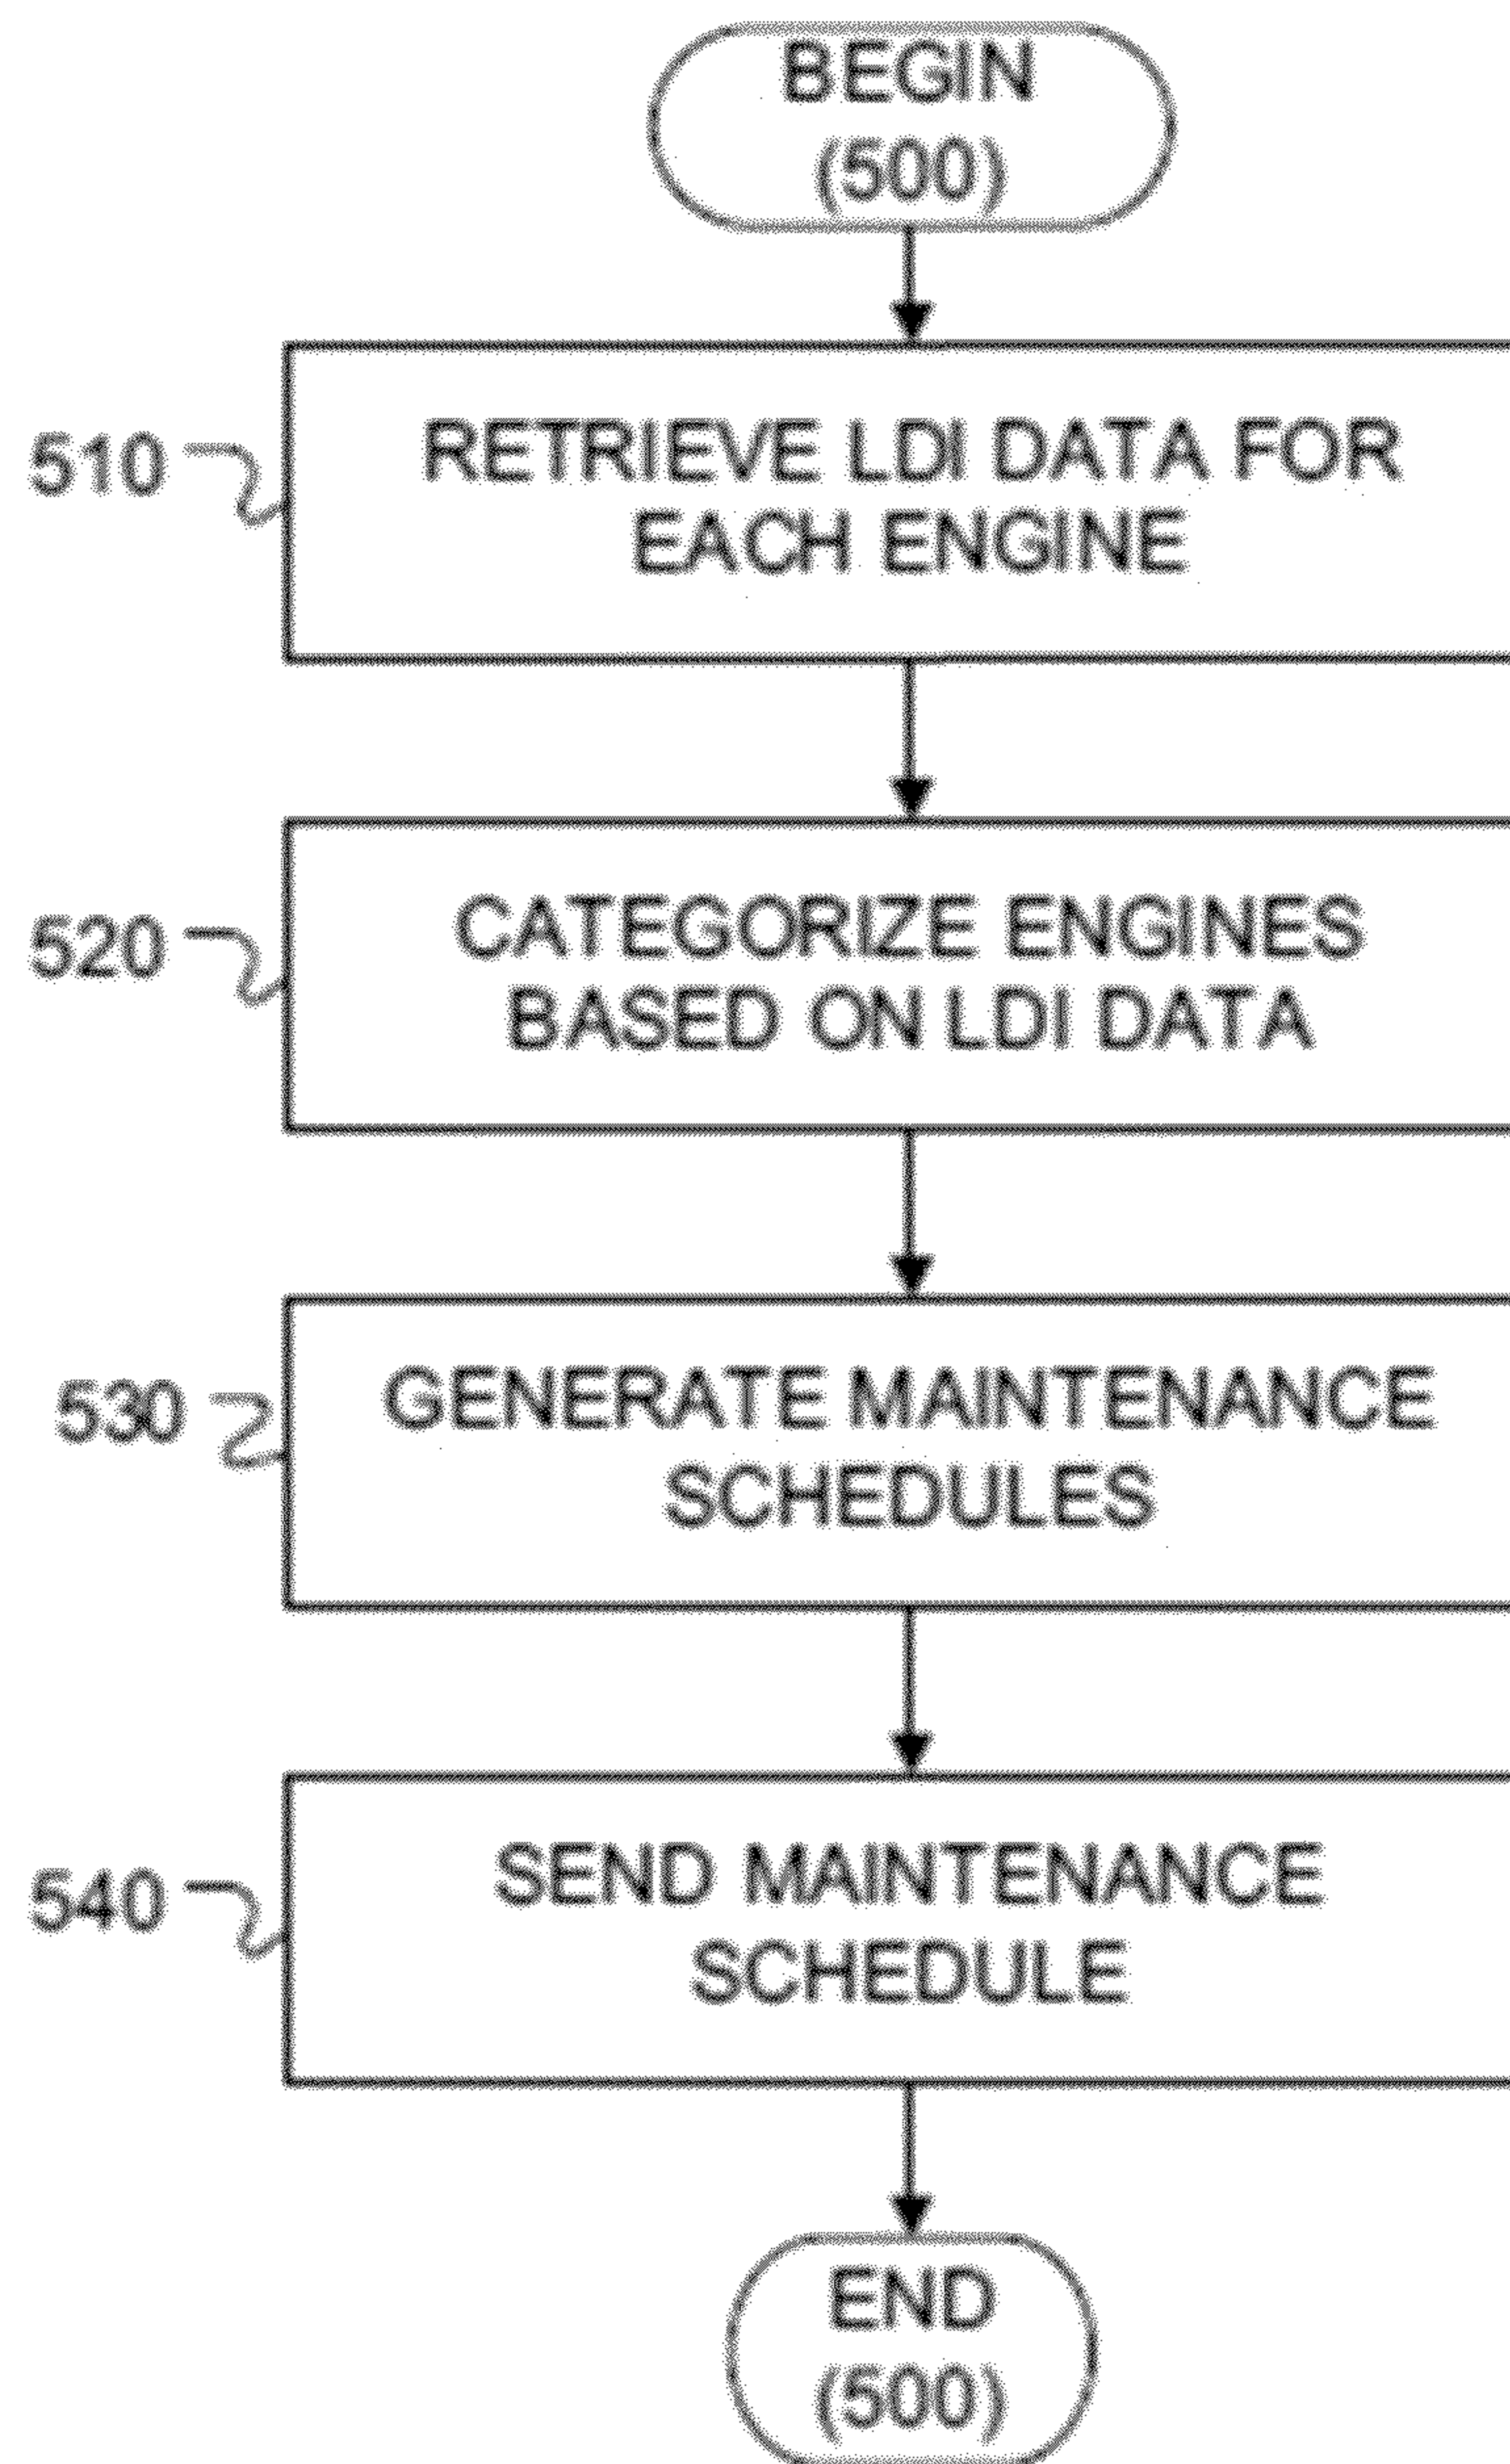 BEGIN
(500)
510
RETRIEVE LDI DATA FOR
EACH ENGINE
520
CATEGORIZE ENGINES
BASED ON LDI DATA
530
GENERATE MAINTENANCE
SCHEDULES
540
SEND MAINTENANCE
SCHEDULE
END
(500)